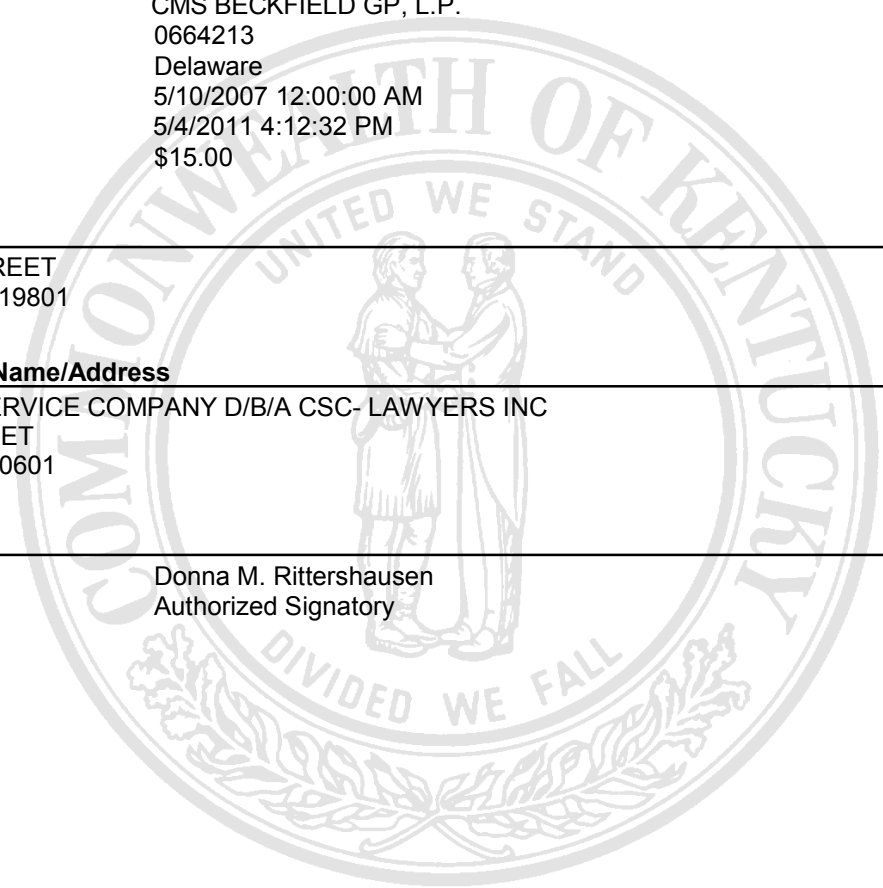 CMS BECKFIELD GP, L.P.
0664213
Delaware
5/10/2007 12:00:00 AM
5/4/2011 4:12:32 PM
$15.00
REET
19801
Name/Address
ERVICE COMPANY D/B/A CSC- LAWYERS INC
ET
0601
Donna M. Rittershausen
Authorized Signatory
COMMONWEALTH OF KENTUCKY
UNITED WE STAND
DIVIDED WE FALL